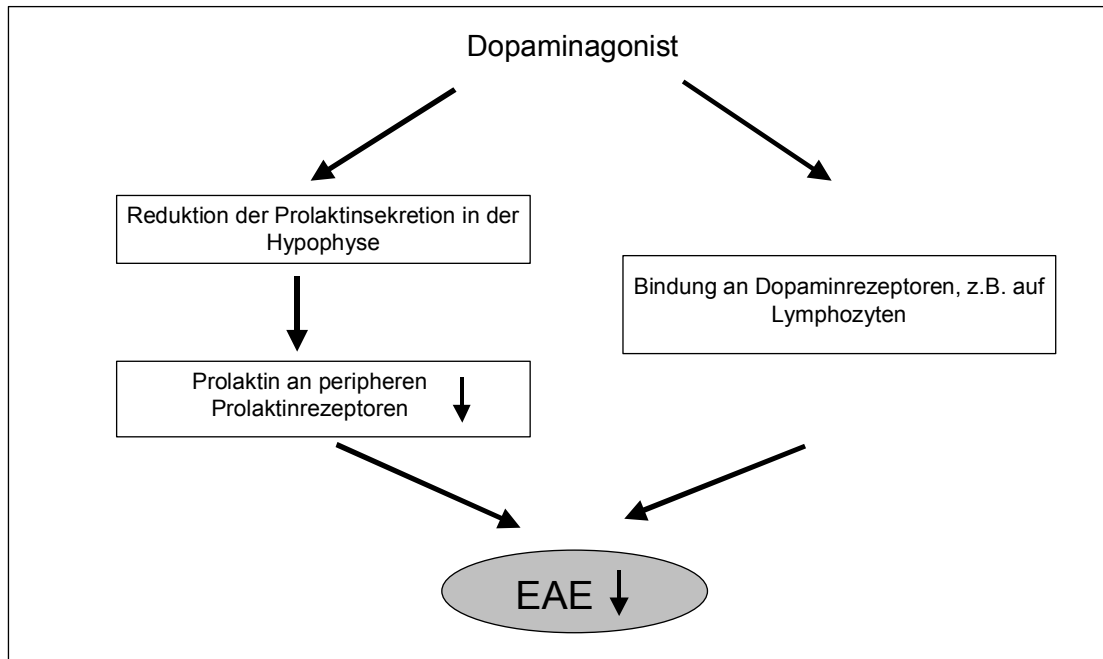 Dopaminagonist
Reduktion der Prolaktinsekretion in der
Hypophyse
Bindung an Dopaminrezeptoren, z.B. auf
Lymphozyten
Prolaktin an peripheren
Prolaktinrezeptoren
EAE